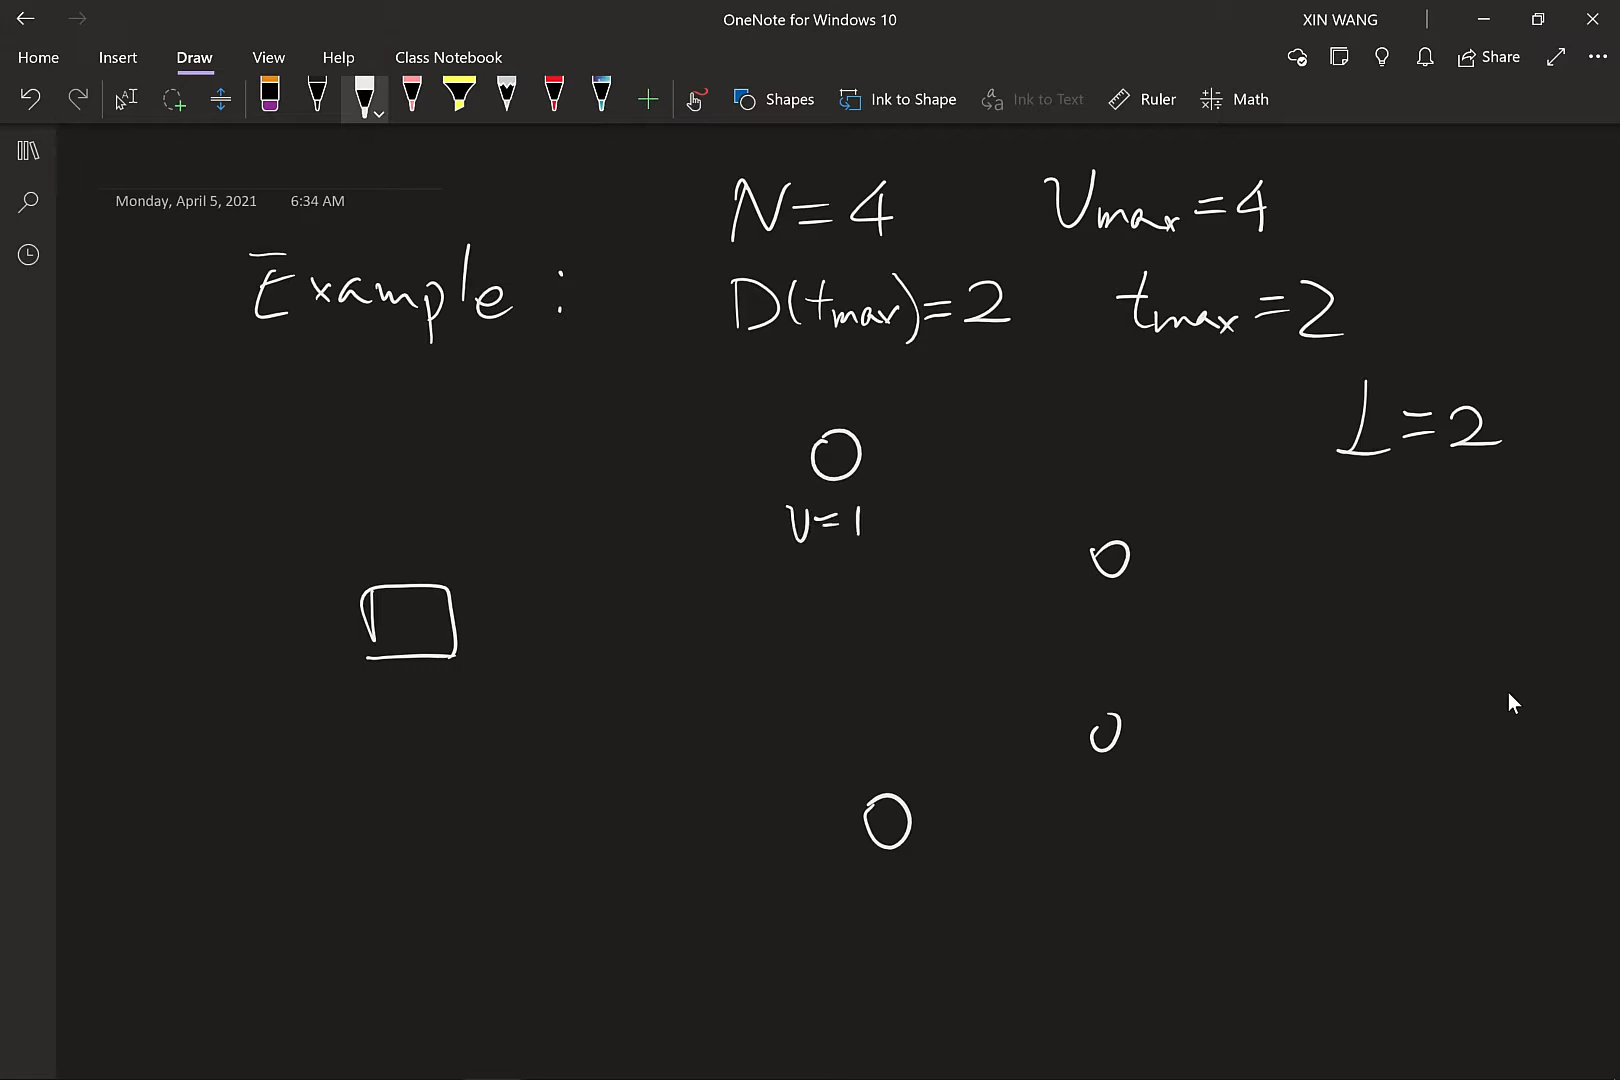 OneNote for Windows 10
XIN WANG
Home Insert Draw View Help Class Notebook
Share
Shapes Ink to Shape Ink to Text Ruler Math
Monday, April 5, 2021 6:34 AM
N=4 Vmax=4
Example: D(tmax)=2 tmax=2
L=2
v=1